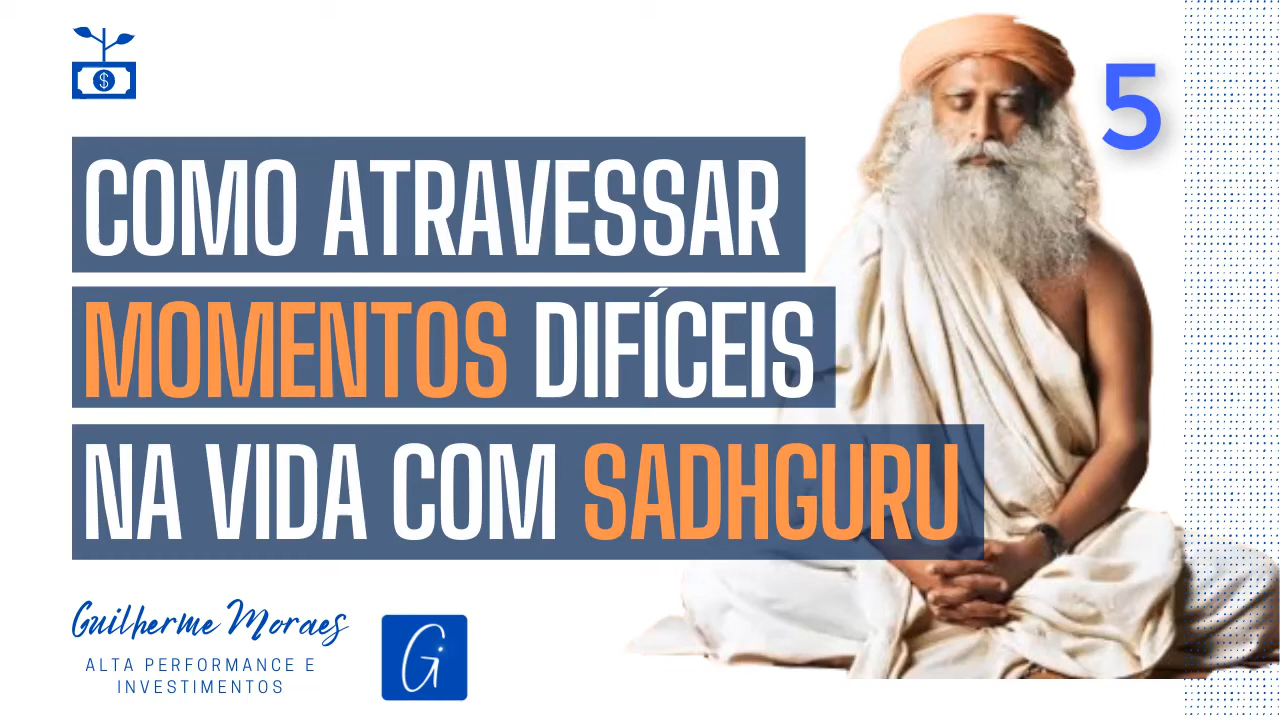 $
5
COMO ATRAVESSAR
MOMENTOS DIFÍCEIS
NA VIDA COM SADHGURU
Guilherme Moraes
ALTA PERFORMANCE E
INVESTIMENTOS
G